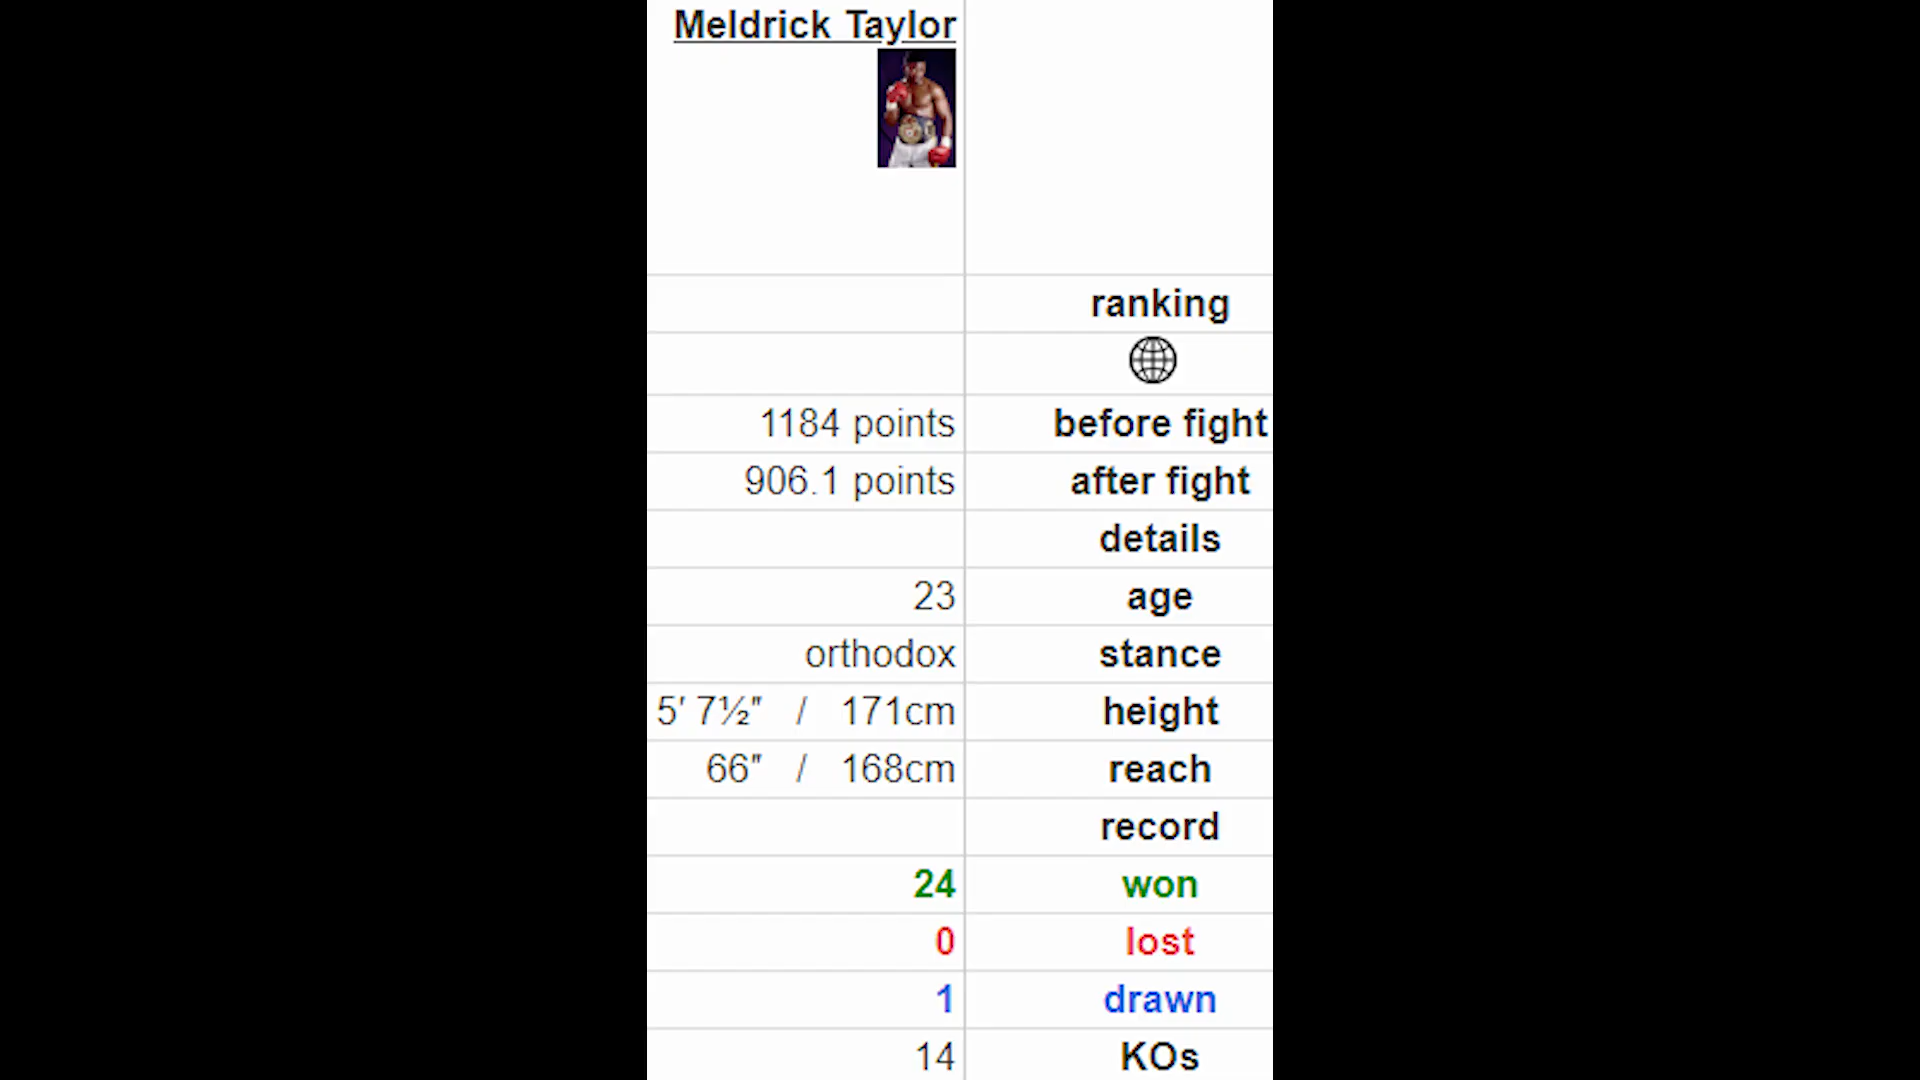 Meldrick Taylor
ranking
1184 points before fight
906.1 points after fight
details
23 age
orthodox stance
5' 7½" / 171cm height
66" / 168cm reach
record
24 won
0 lost
1 drawn
14 KOs